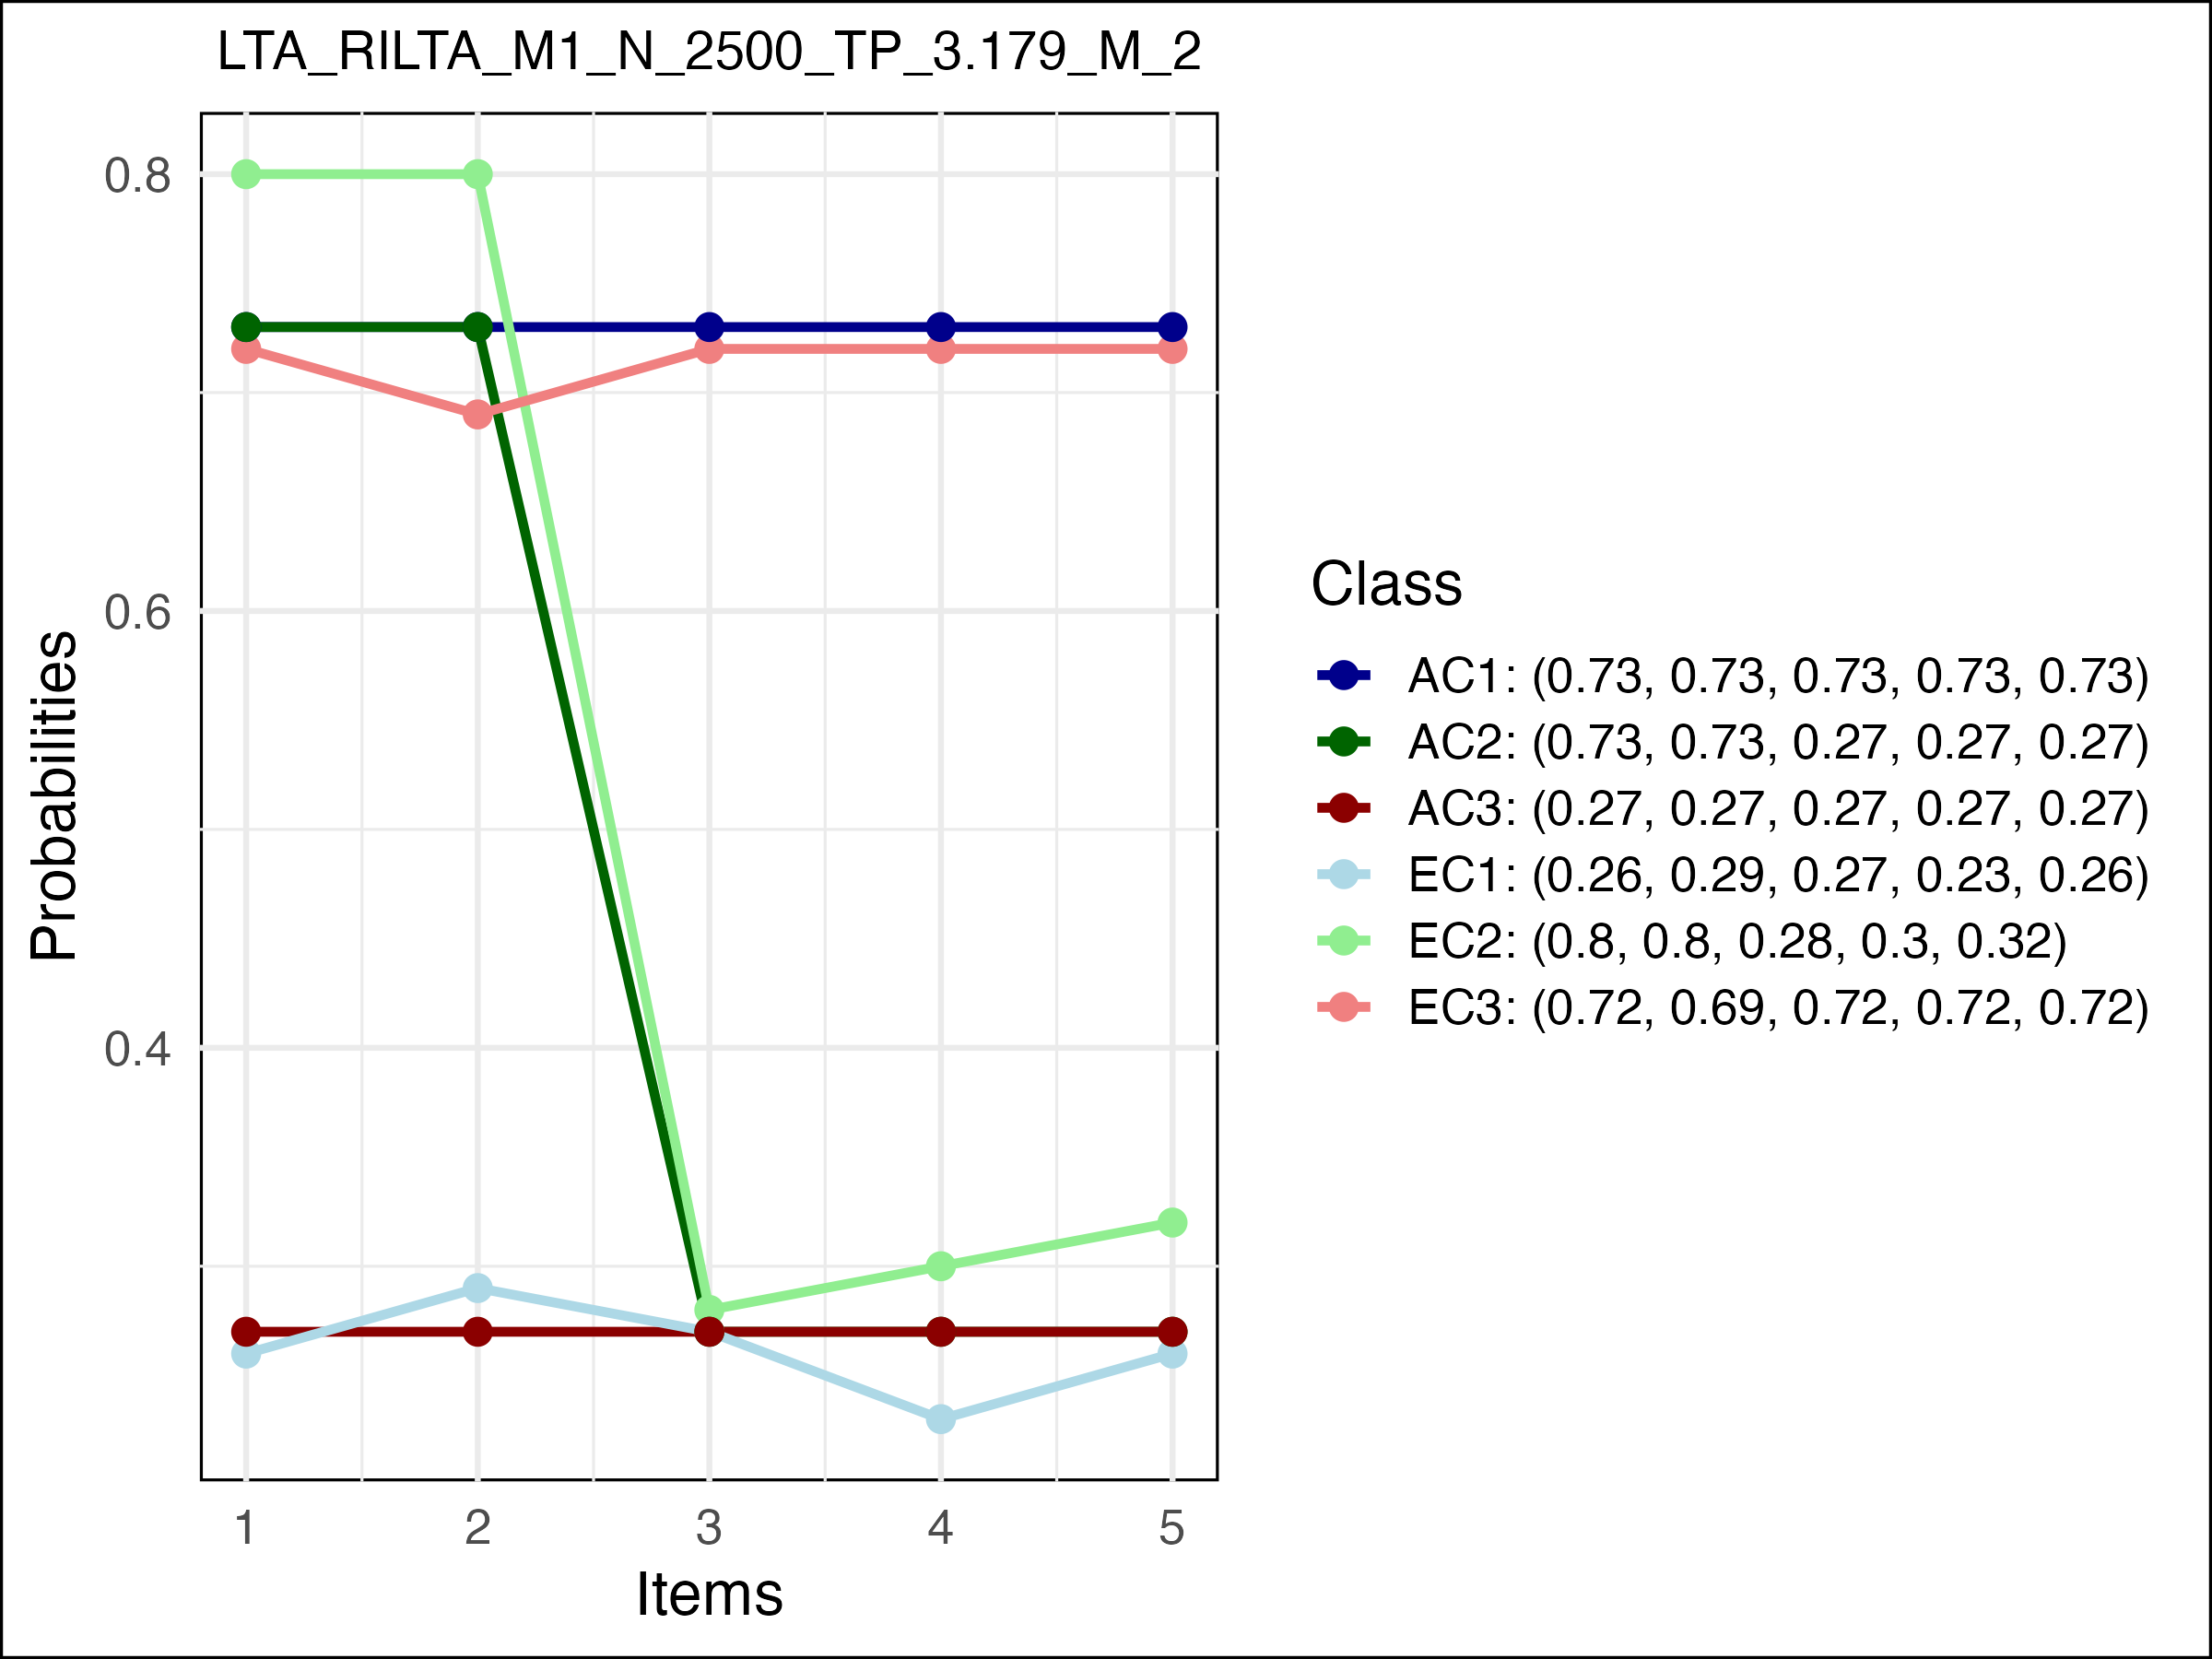 LTA_RILTA_M1_N_2500_TP_3.179_M_2
0.8
0.6
0.4
Probabilities
1 2 3 4 5
Items
Class
AC1: (0.73, 0.73, 0.73, 0.73, 0.73)
AC2: (0.73, 0.73, 0.27, 0.27, 0.27)
AC3: (0.27, 0.27, 0.27, 0.27, 0.27)
EC1: (0.26, 0.29, 0.27, 0.23, 0.26)
EC2: (0.8, 0.8, 0.28, 0.3, 0.32)
EC3: (0.72, 0.69, 0.72, 0.72, 0.72)